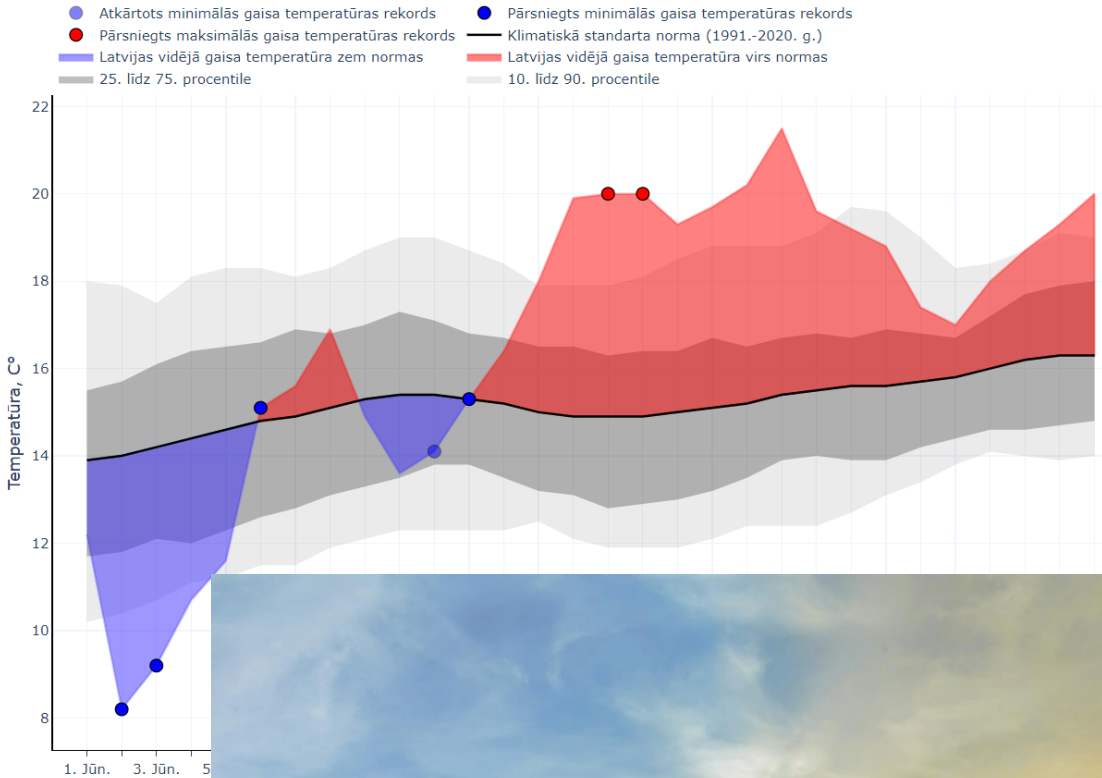 Atkārtots minimālās gaisa temperatūras rekords
Pārsniegts minimālās gaisa temperatūras rekords
Pārsniegts maksimālās gaisa temperatūras rekords
Klimatiskā standarta norma (1991.-2020. g.)
Latvijas vidējā gaisa temperatūra zem normas
Latvijas vidējā gaisa temperatūra virs normas
25. līdz 75. procentile
10. līdz 90. procentile
Temperatūra, C°
22
20
18
16
14
12
10
8
1. Jūn.
3. Jūn.
5